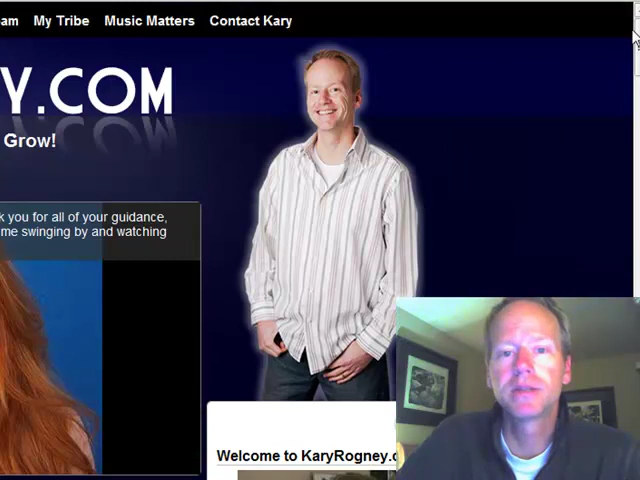 am My Tribe Music Matters Contact Kary
Y.COM
Grow!
k you for all of your guidance,
me swinging by and watching
Welcome to KaryRogney.c